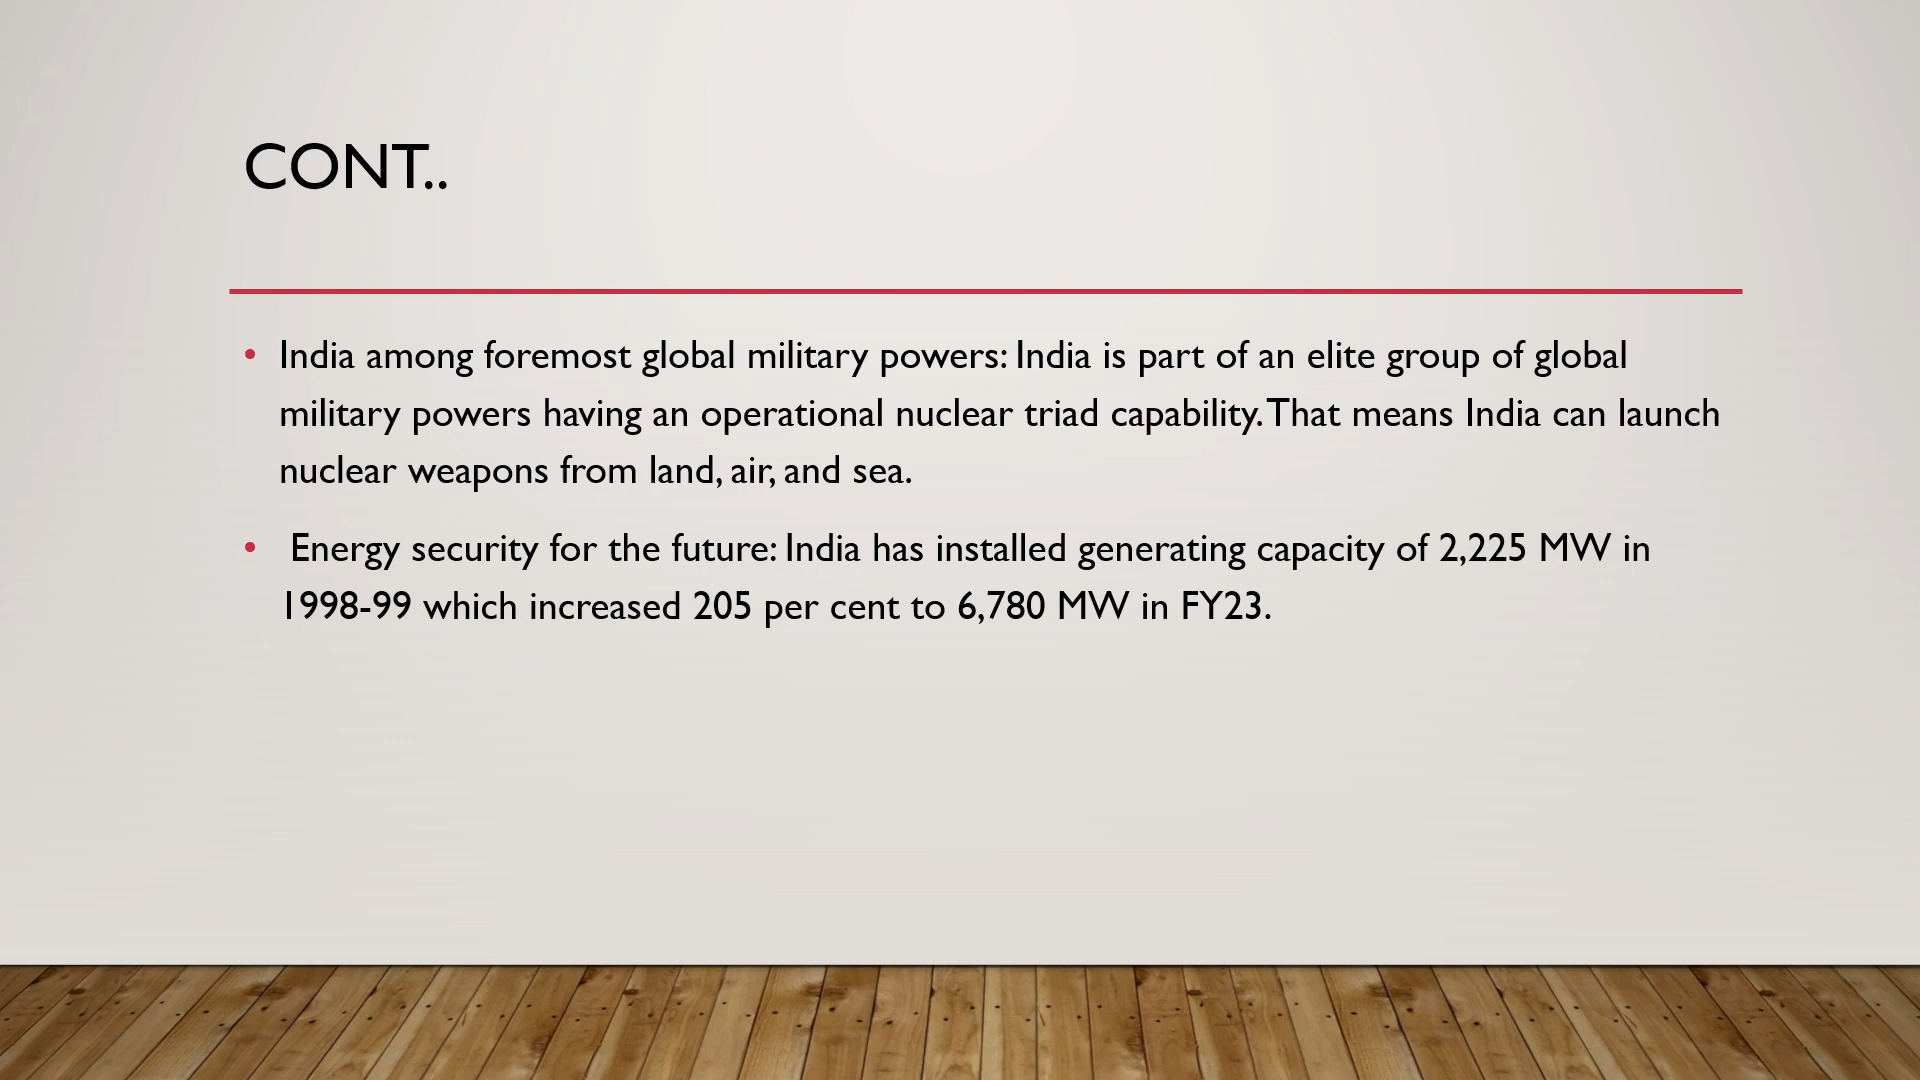 CONT..
• India among foremost global military powers: India is part of an elite group of global
military powers having an operational nuclear triad capability. That means India can launch
nuclear weapons from land, air, and sea.
• Energy security for the future: India has installed generating capacity of 2,225 MW in
1998-99 which increased 205 per cent to 6,780 MW in FY23.